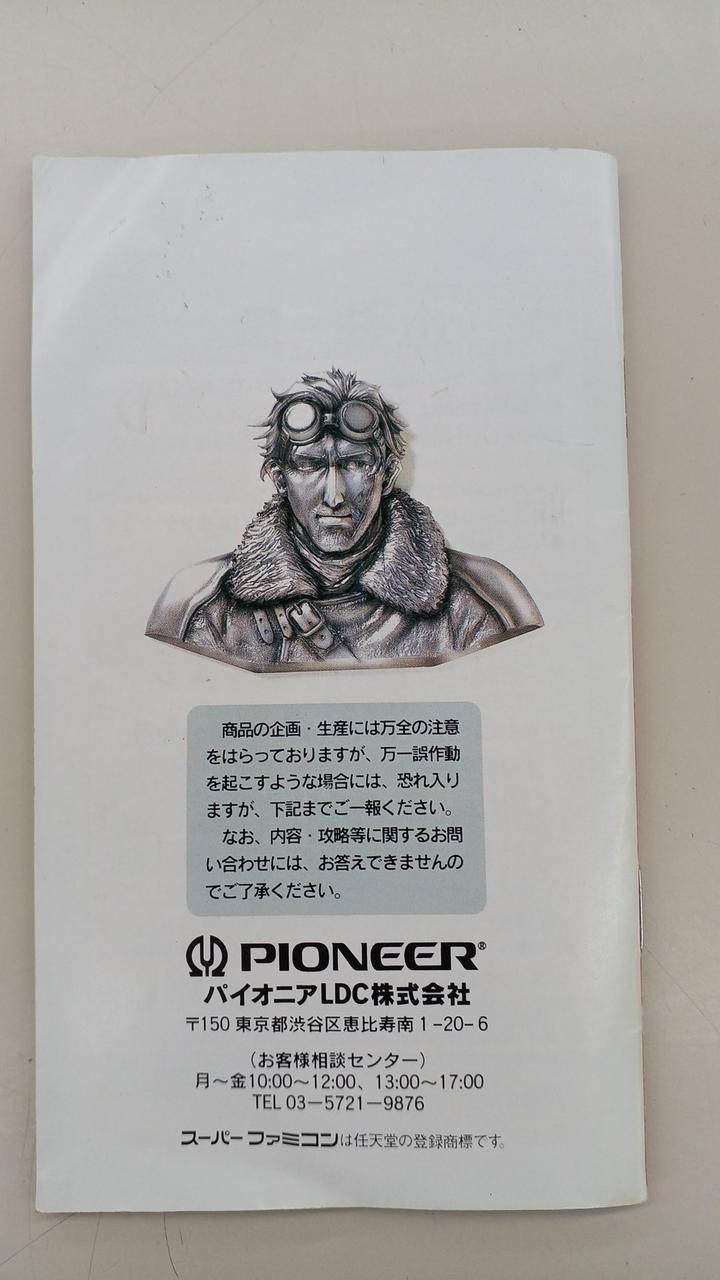 商品の企画・生産には万全の注意
をはらっておりますが、万一誤作動
を起こすような場合には、恐れ入り
ますが、下記までご一報ください。
なお、内容・攻略等に関するお問
い合わせには、お答えできませんの
でご了承ください。
PIONEER®
パイオニアLDC株式会社
〒150 東京都渋谷区恵比寿南1-20-6
(お客様相談センター)
月~金10:00~12:00、13:00~17:00
TEL 03-5721-9876
スーパーファミコンは任天堂の登録商標です。